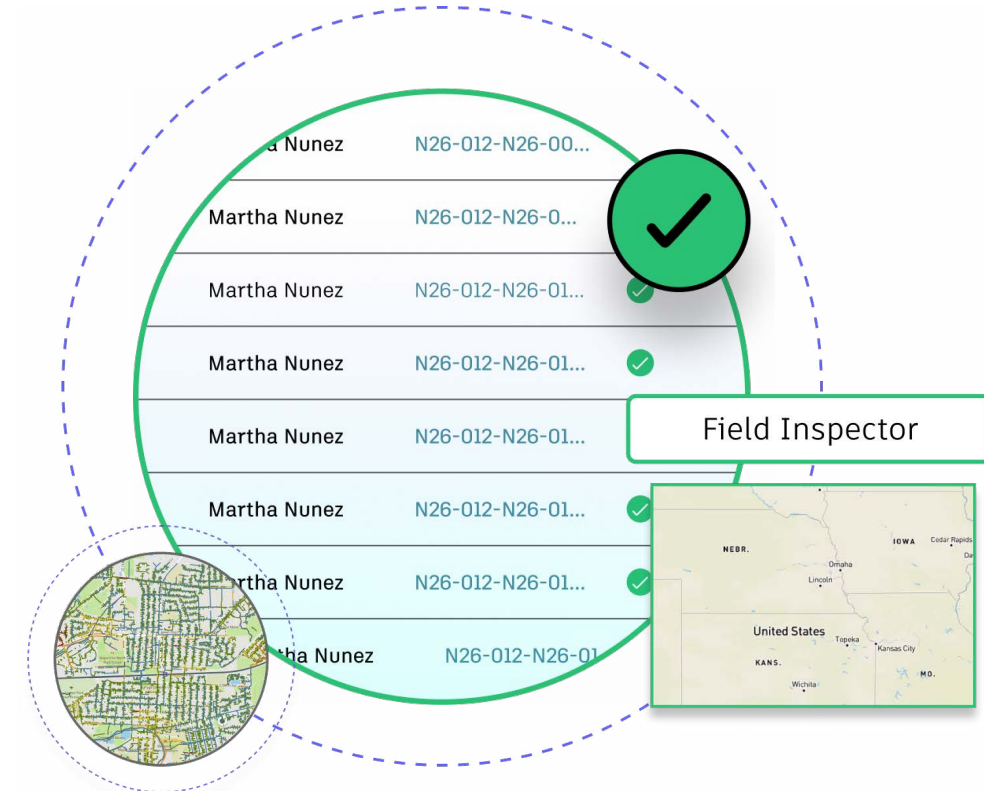 a Nunez N26-012-N26-00...
Martha Nunez N26-012-N26-0...
Martha Nunez N26-012-N26-01...
Martha Nunez N26-012-N26-01...
Martha Nunez N26-012-N26-01...
Field Inspector
Martha Nunez N26-012-N26-01...
rtha Nunez N26-012-N26-01...
tha Nunez N26-012-N26-01
NEBR.
IOWA
Cedar Rapids
Da
Omaha
Lincoln
United States
Topeka
Kansas City
KANS.
MO.
Wichita